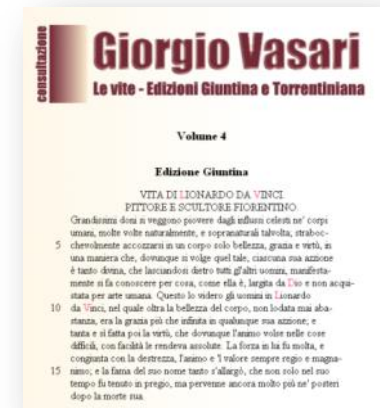 consultazione
Giorgio Vasari
Le vite - Edizioni Giuntina e Torrentiniana
Volume 4
Edizione Giuntina
VITA DI LIONARDO DA VINCI
PITTORE E SCULTORE FIORENTINO
Grandissimi doni si veggono piovere dagli influssi celesti ne' corpi
umani, molte volte naturalmente, e sopranaturali talvolta, straboc-
5 chevolmente accozzarsi in un corpo solo bellezza, grazia e virtù, in
una maniera che, dovunque si volge quel tale, ciascuna sua azzione
è tanto divina, che lasciandosi dietro tutti gl'altri uomini, manifesta-
mente si fa conoscere per cosa, come ella è, largita da Dio e non acqui-
stata per arte umana. Questo lo videro gli uomini in Lionardo
10 da Vinci, nel quale oltra la bellezza del corpo, non lodata mai aba-
stanza, era la grazia più che infinita in qualunque sua azzione; e
tanta e sì fatta poi la virtù, che dovunque l'animo volse nelle cose
difficili, con facilità le rendeva assolute. La forza in lui fu molta, e
congiunta con la destrezza, l'animo e 'l valore sempre regio e magna-
15 nimo; e la fama del suo nome tanto s'allargò, che non solo nel suo
tempo fu tenuto in pregio, ma pervenne ancora molto più ne' posteri
dopo la morte sua.